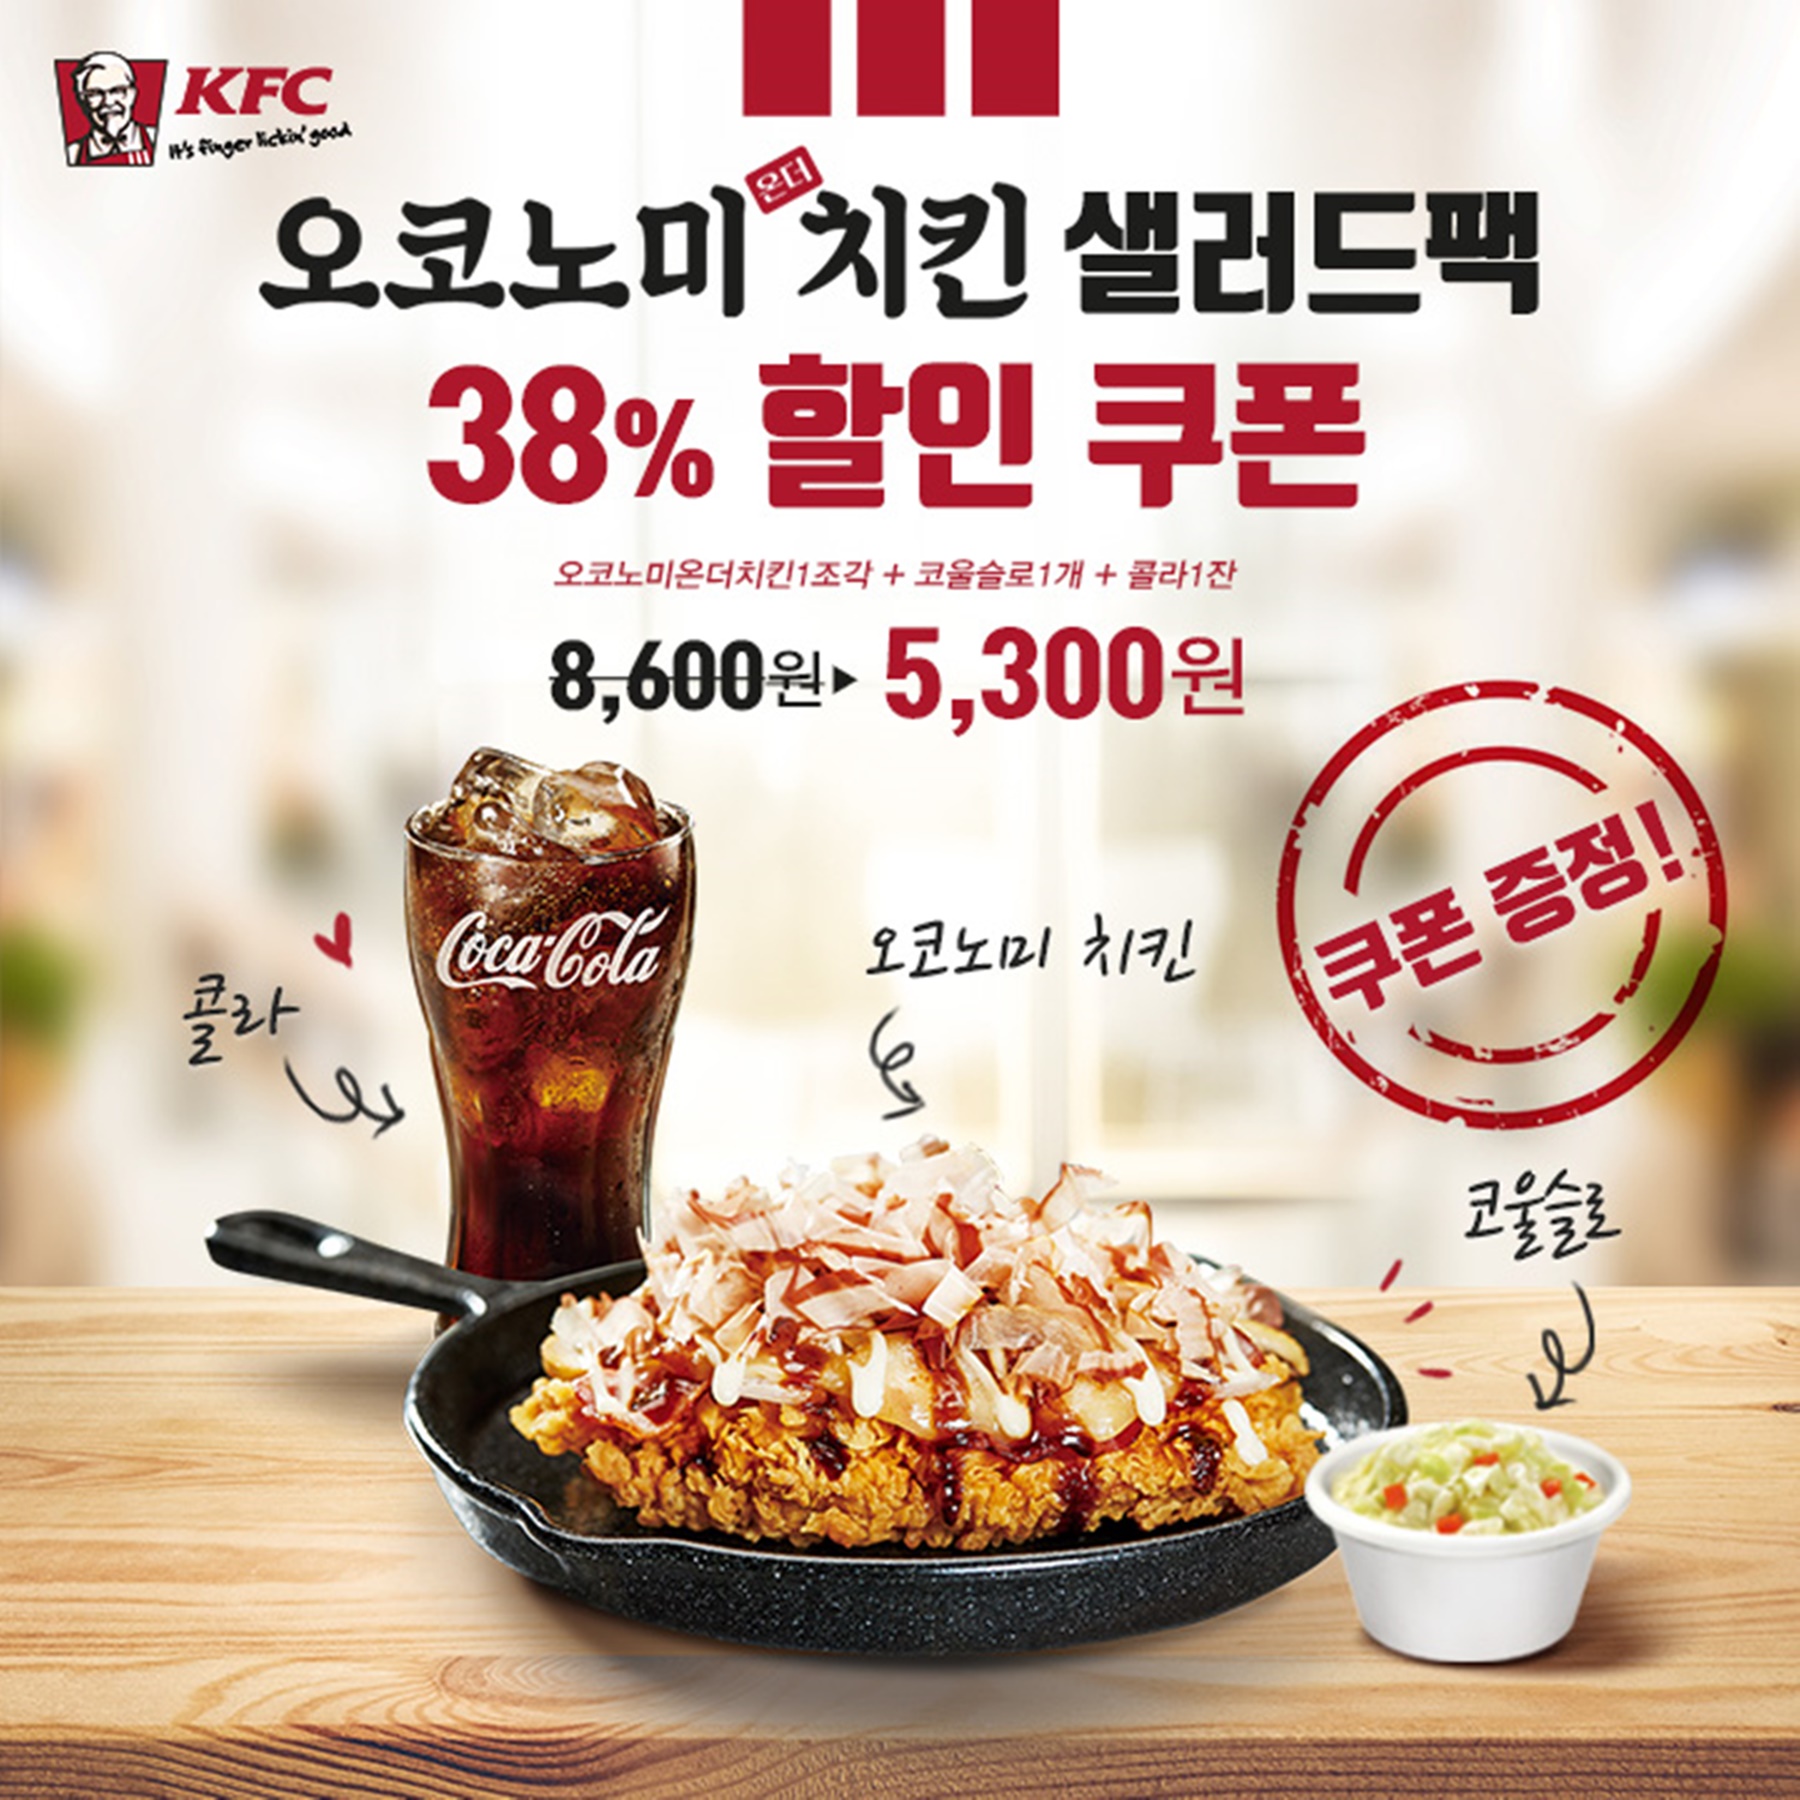 KFC
It's finger lickin' good
오코노미 온더 치킨 샐러드팩
38% 할인 쿠폰
오코노미온더치킨1조각 + 코울슬로1개 + 콜라1잔
8,600원▶ 5,300원
쿠폰 증정!
Coca-Cola
오코노미 치킨
콜라
코울슬로